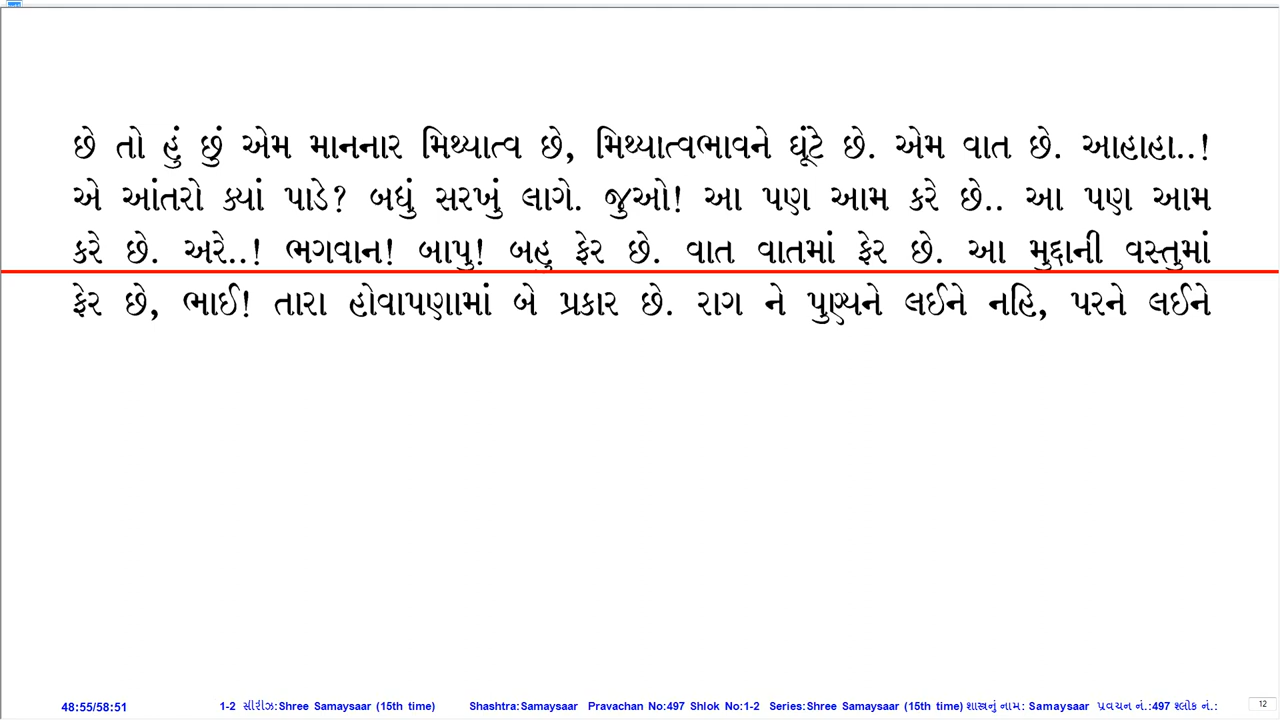 છે તો હું છું એમ માનનાર મિથ્યાત્વ છે, મિથ્યાત્વભાવને ઘૂંટે છે. એમ વાત છે. આહાહા..!
એ આંતરો ક્યાં પાડે? બધું સરખું લાગે. જુઓ! આ પણ આમ કરે છે.. આ પણ આમ
કરે છે. અરે..! ભગવાન! બાપુ! બહુ ફેર છે. વાત વાતમાં ફેર છે. આ મુદ્દાની વસ્તુમાં
ફેર છે, ભાઈ! તારા હોવાપણામાં બે પ્રકાર છે. રાગ ને પુણ્યને લઈને નહિ, પરને લઈને
48:55/58:51 1-2 સીરીઝ:Shree Samaysaar (15th time) Shashtra:Samaysaar Pravachan No:497 Shlok No:1-2 Series:Shree Samaysaar (15th time) શાસ્ત્રનું નામ: Samaysaar પ્રવચન નં.:497 શ્લોક નં.: 12